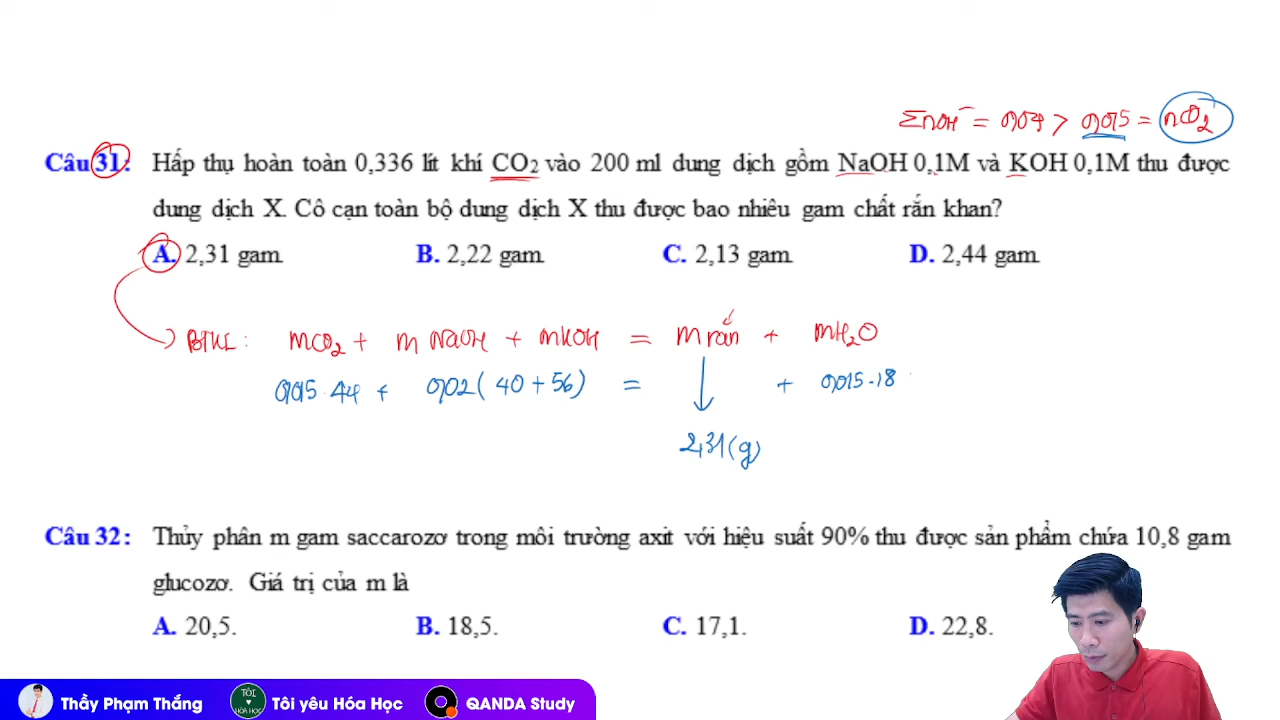 ΣnOH⁻ = 0,04 > 0,015 = nCO₂
Câu 31: Hấp thụ hoàn toàn 0,336 lít khí CO₂ vào 200 ml dung dịch gồm NaOH 0,1M và KOH 0,1M thu được
dung dịch X. Cô cạn toàn bộ dung dịch X thu được bao nhiêu gam chất rắn khan?
A. 2,31 gam. B. 2,22 gam. C. 2,13 gam. D. 2,44 gam.
BTKL: mCO₂ + m NaOH + mKOH = m rắn + mH₂O
0,015.44 + 0,02(40+56) = + 0,015.18
2,31(g)
Câu 32: Thủy phân m gam saccarozơ trong môi trường axit với hiệu suất 90% thu được sản phẩm chứa 10,8 gam
glucozơ. Giá trị của m là
A. 20,5. B. 18,5. C. 17,1. D. 22,8.
Thầy Phạm Thắng TÔI ♥ HÓA HỌC Tôi yêu Hóa Học QANDA Study